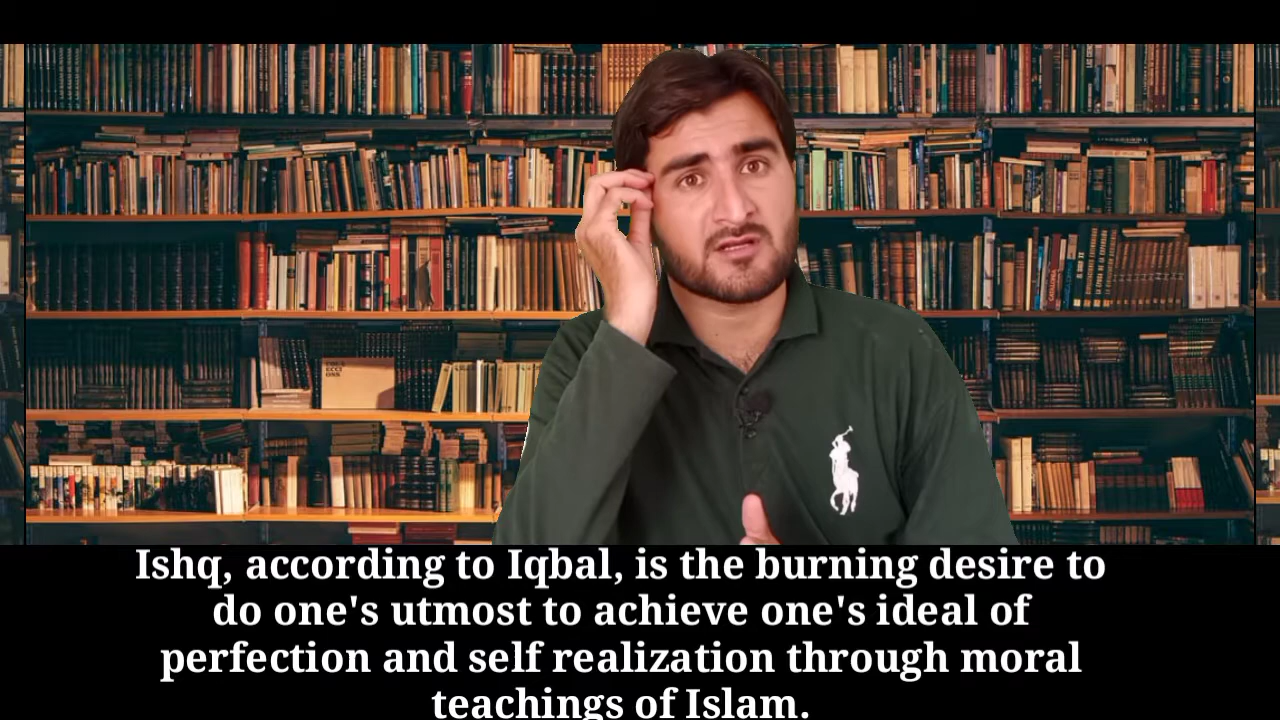 Ishq, according to Iqbal, is the burning desire to
do one's utmost to achieve one's ideal of
perfection and self realization through moral
teachings of Islam.